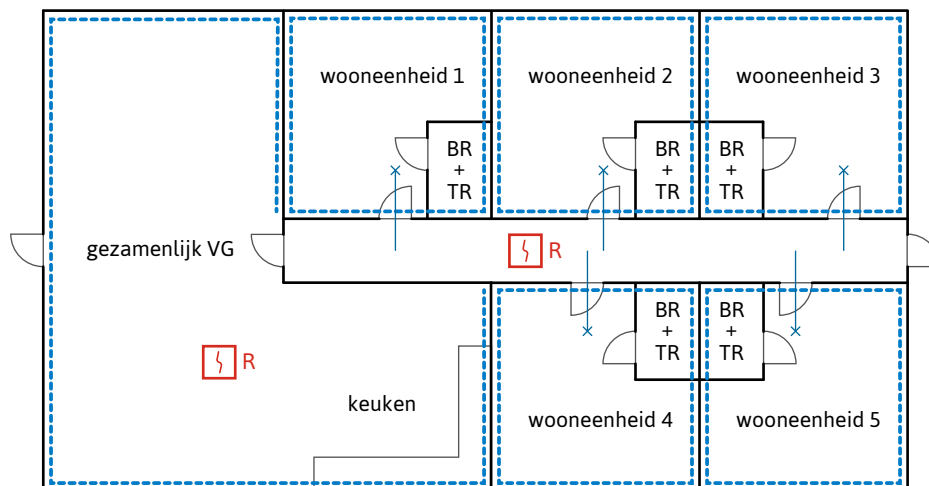 wooneenheid 1
wooneenheid 2
wooneenheid 3
BR
+
TR
BR
+
TR
BR
+
TR
gezamenlijk VG
R
BR
+
TR
BR
+
TR
R
keuken
wooneenheid 4
wooneenheid 5